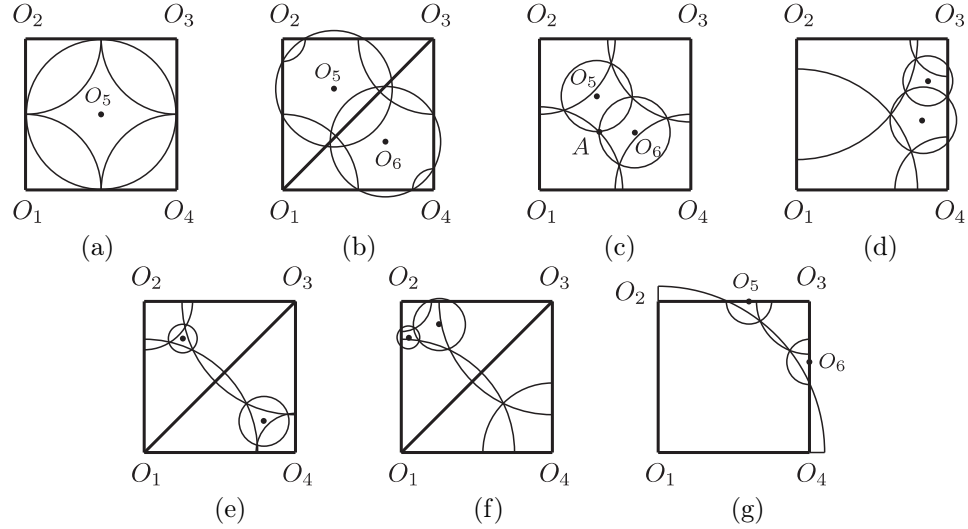 O₂ O₃ O₂ O₃ O₂ O₃ O₂ O₃
O₅ O₅ O₅
A O₆
O₆
O₁ O₄ O₁ O₄ O₁ O₄ O₁ O₄
(a) (b) (c) (d)
O₂ O₃ O₂ O₃ O₂ O₅ O₃
O₆
O₁ O₄ O₁ O₄ O₁ O₄
(e) (f) (g)